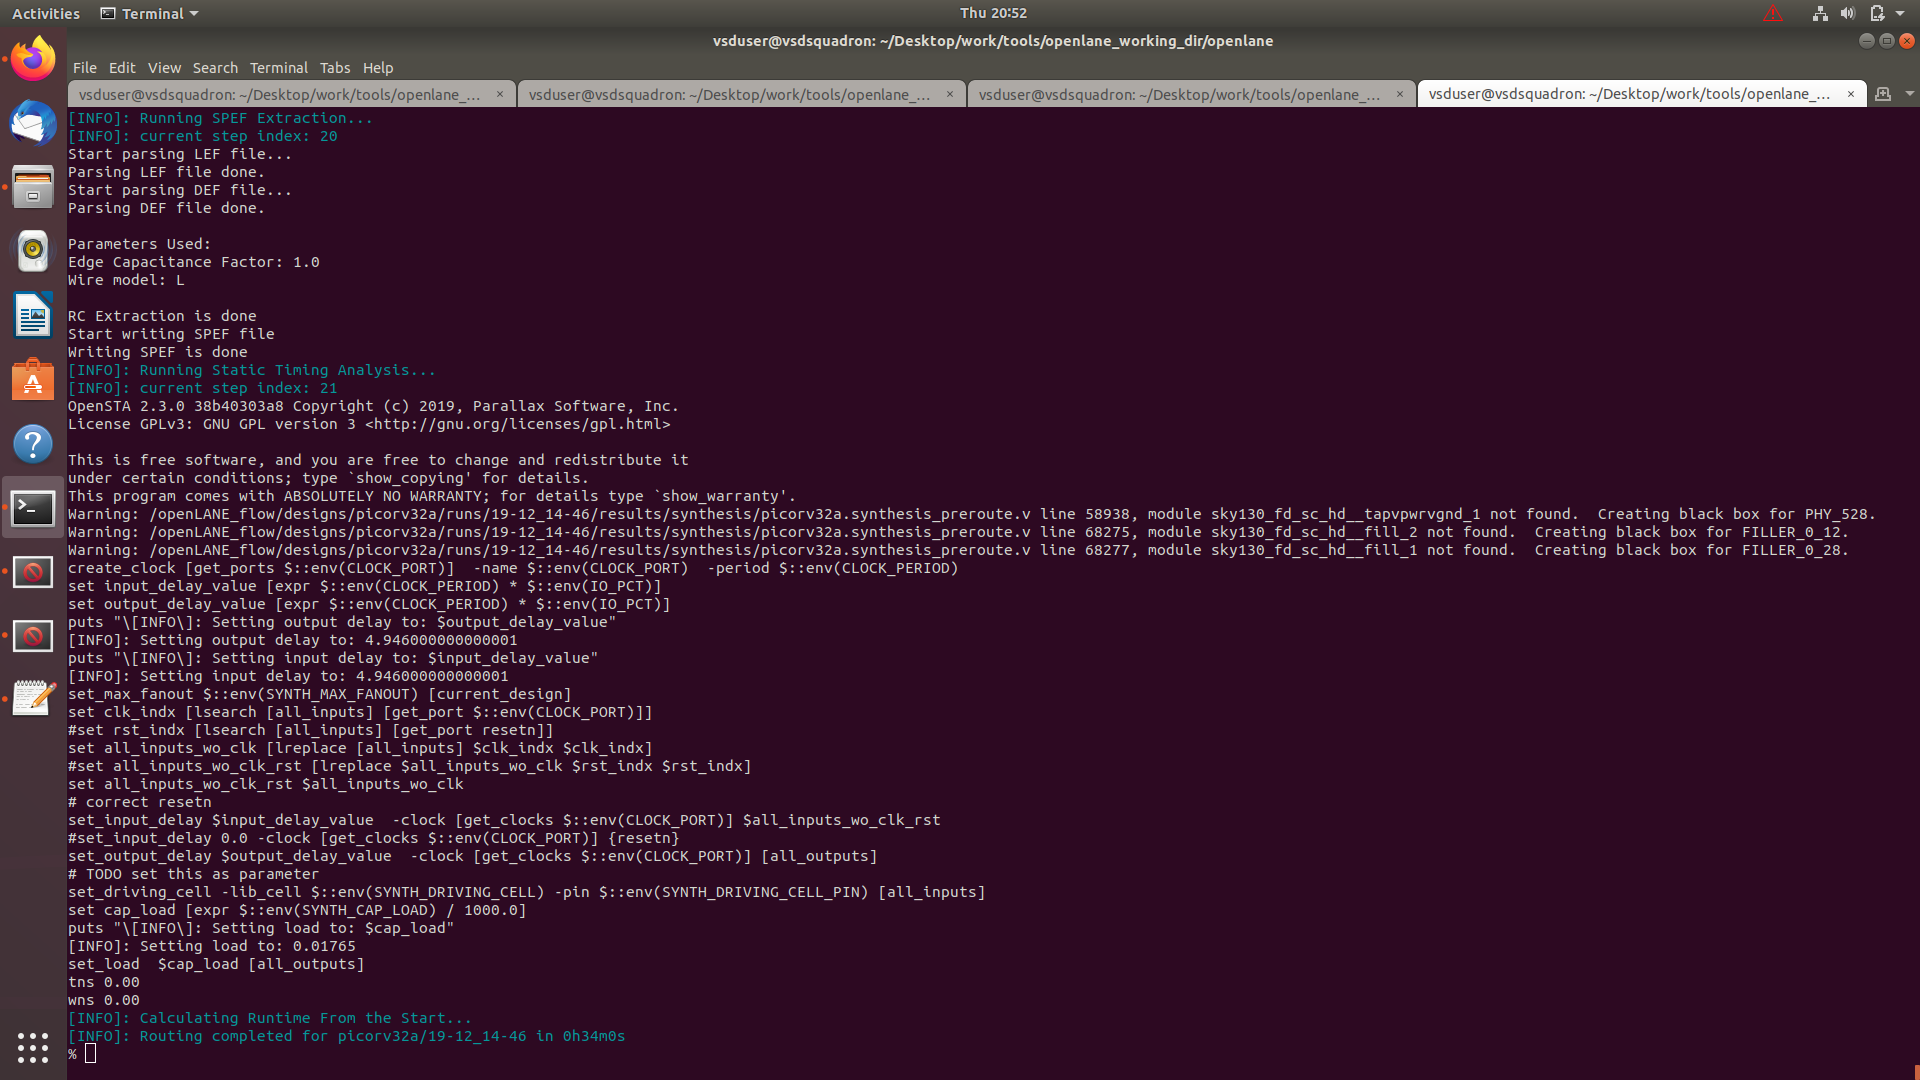 Activities
Terminal
Thu 20:52
vsduser@vsdsquadron: ~/Desktop/work/tools/openlane_working_dir/openlane
File Edit View Search Terminal Tabs Help
vsduser@vsdsquadron: ~/Desktop/work/tools/openlane_... ×
vsduser@vsdsquadron: ~/Desktop/work/tools/openlane_... ×
vsduser@vsdsquadron: ~/Desktop/work/tools/openlane_... ×
vsduser@vsdsquadron: ~/Desktop/work/tools/openlane_... ×
[INFO]: Running SPEF Extraction...
[INFO]: current step index: 20
Start parsing LEF file...
Parsing LEF file done.
Start parsing DEF file...
Parsing DEF file done.
Parameters Used:
Edge Capacitance Factor: 1.0
Wire model: L
RC Extraction is done
Start writing SPEF file
Writing SPEF is done
[INFO]: Running Static Timing Analysis...
[INFO]: current step index: 21
OpenSTA 2.3.0 38b40303a8 Copyright (c) 2019, Parallax Software, Inc.
License GPLv3: GNU GPL version 3 <http://gnu.org/licenses/gpl.html>
This is free software, and you are free to change and redistribute it
under certain conditions; type `show_copying' for details.
This program comes with ABSOLUTELY NO WARRANTY; for details type `show_warranty'.
Warning: /openLANE_flow/designs/picorv32a/runs/19-12_14-46/results/synthesis/picorv32a.synthesis_preroute.v line 58938, module sky130_fd_sc_hd__tapvpwrvgnd_1 not found.  Creating black box for PHY_528.
Warning: /openLANE_flow/designs/picorv32a/runs/19-12_14-46/results/synthesis/picorv32a.synthesis_preroute.v line 68275, module sky130_fd_sc_hd__fill_2 not found.  Creating black box for FILLER_0_12.
Warning: /openLANE_flow/designs/picorv32a/runs/19-12_14-46/results/synthesis/picorv32a.synthesis_preroute.v line 68277, module sky130_fd_sc_hd__fill_1 not found.  Creating black box for FILLER_0_28.
create_clock [get_ports $::env(CLOCK_PORT)]  -name $::env(CLOCK_PORT)  -period $::env(CLOCK_PERIOD)
set input_delay_value [expr $::env(CLOCK_PERIOD) * $::env(IO_PCT)]
set output_delay_value [expr $::env(CLOCK_PERIOD) * $::env(IO_PCT)]
puts "\[INFO\]: Setting output delay to: $output_delay_value"
[INFO]: Setting output delay to: 4.946000000000001
puts "\[INFO\]: Setting input delay to: $input_delay_value"
[INFO]: Setting input delay to: 4.946000000000001
set_max_fanout $::env(SYNTH_MAX_FANOUT) [current_design]
set clk_indx [lsearch [all_inputs] [get_port $::env(CLOCK_PORT)]]
#set rst_indx [lsearch [all_inputs] [get_port resetn]]
set all_inputs_wo_clk [lreplace [all_inputs] $clk_indx $clk_indx]
#set all_inputs_wo_clk_rst [lreplace $all_inputs_wo_clk $rst_indx $rst_indx]
set all_inputs_wo_clk_rst $all_inputs_wo_clk
# correct resetn
set_input_delay $input_delay_value  -clock [get_clocks $::env(CLOCK_PORT)] $all_inputs_wo_clk_rst
#set_input_delay 0.0 -clock [get_clocks $::env(CLOCK_PORT)] {resetn}
set_output_delay $output_delay_value  -clock [get_clocks $::env(CLOCK_PORT)] [all_outputs]
# TODO set this as parameter
set_driving_cell -lib_cell $::env(SYNTH_DRIVING_CELL) -pin $::env(SYNTH_DRIVING_CELL_PIN) [all_inputs]
set cap_load [expr $::env(SYNTH_CAP_LOAD) / 1000.0]
puts "\[INFO\]: Setting load to: $cap_load"
[INFO]: Setting load to: 0.01765
set_load  $cap_load [all_outputs]
tns 0.00
wns 0.00
[INFO]: Calculating Runtime From the Start...
[INFO]: Routing completed for picorv32a/19-12_14-46 in 0h34m0s
%